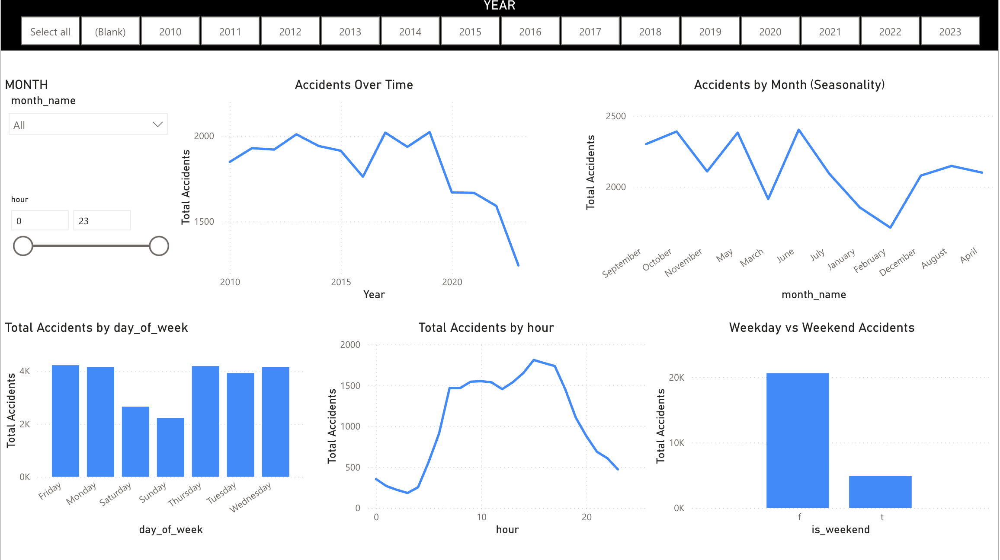 YEAR
Select all
(Blank)
2010
2011
2012
2013
2014
2015
2016
2017
2018
2019
2020
2021
2022
2023
MONTH
month_name
All
hour
0
23
Accidents Over Time
Total Accidents
2000
1500
2010
2015
2020
Year
Accidents by Month (Seasonality)
Total Accidents
2500
2000
September
October
November
May
March
June
July
January
February
December
August
April
month_name
Total Accidents by day_of_week
Total Accidents
4K
2K
0K
Friday
Monday
Saturday
Sunday
Thursday
Tuesday
Wednesday
day_of_week
Total Accidents by hour
Total Accidents
2000
1500
1000
500
0
0
10
20
hour
Weekday vs Weekend Accidents
Total Accidents
20K
10K
0K
f
t
is_weekend